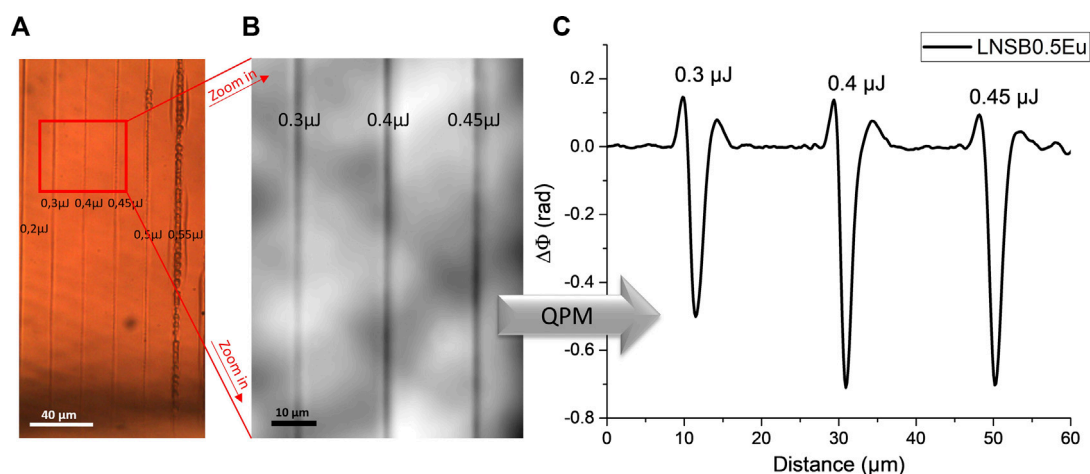 A
B
C
Zoom in
Zoom in
0,3µJ
0,4µJ
0,45µJ
0,2µJ
0,5µJ
0,55µJ
40 µm
0.3µJ
0.4µJ
0.45µJ
10 µm
QPM
LNSB0.5Eu
0.3 µJ
0.4 µJ
0.45 µJ
ΔΦ (rad)
0.2
0.0
-0.2
-0.4
-0.6
-0.8
0
10
20
30
40
50
60
Distance (µm)